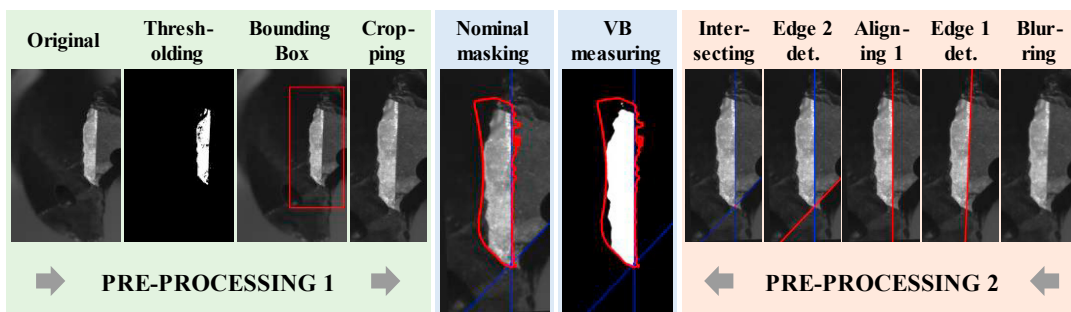 Original
Thresh-
olding
Bounding
Box
Crop-
ping
Nominal
masking
VB
measuring
Inter-
secting
Edge 2
det.
Align-
ing 1
Edge 1
det.
Blur-
ring
PRE-PROCESSING 1
PRE-PROCESSING 2